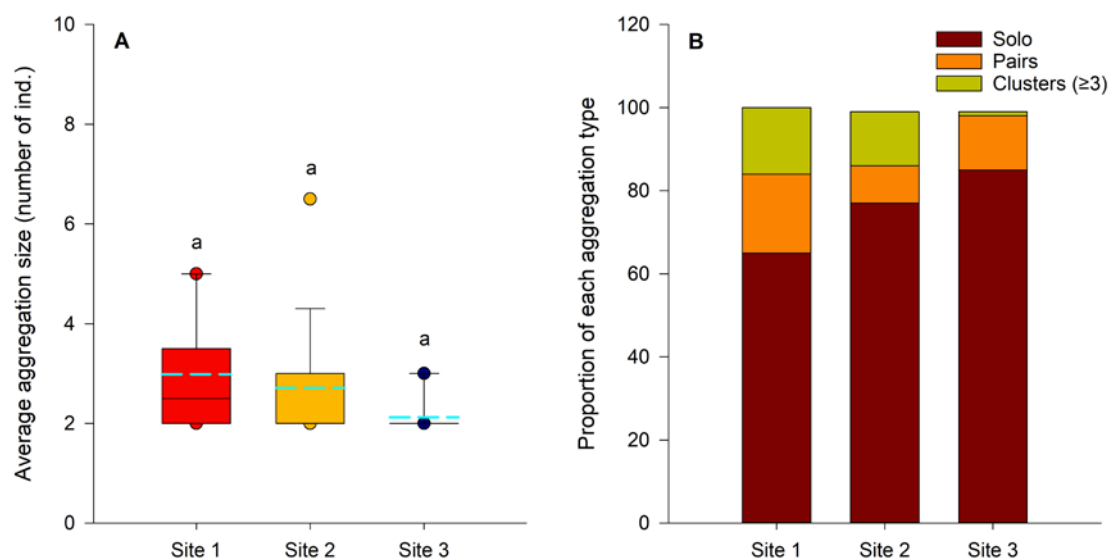 A
Average aggregation size (number of ind.)
10
8
6
4
2
0
a
a
a
Site 1
Site 2
Site 3
B
Proportion of each aggregation type
120
100
80
60
40
20
0
Solo
Pairs
Clusters (≥3)
Site 1
Site 2
Site 3